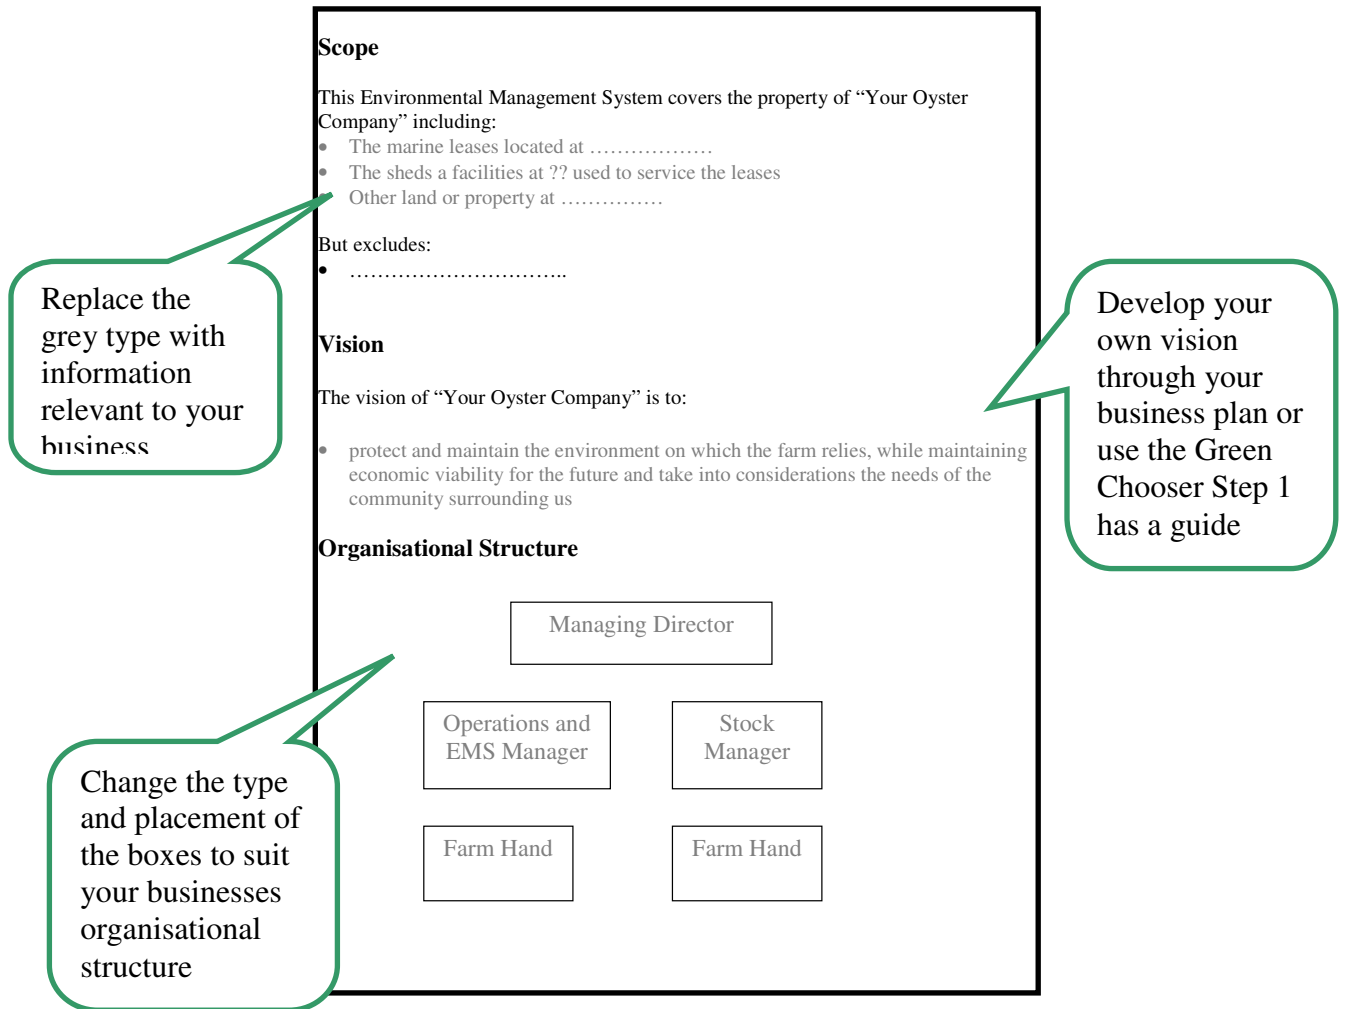 Scope
This Environmental Management System covers the property of “Your Oyster
Company” including:
• The marine leases located at ………………
• The sheds a facilities at ?? used to service the leases
• Other land or property at ……………
But excludes:
• …………………………..
Vision
The vision of “Your Oyster Company” is to:
• protect and maintain the environment on which the farm relies, while maintaining
economic viability for the future and take into considerations the needs of the
community surrounding us
Organisational Structure
Managing Director
Operations and
EMS Manager
Stock
Manager
Farm Hand
Farm Hand
Replace the
grey type with
information
relevant to your
business
Develop your
own vision
through your
business plan or
use the Green
Chooser Step 1
has a guide
Change the type
and placement of
the boxes to suit
your businesses
organisational
structure